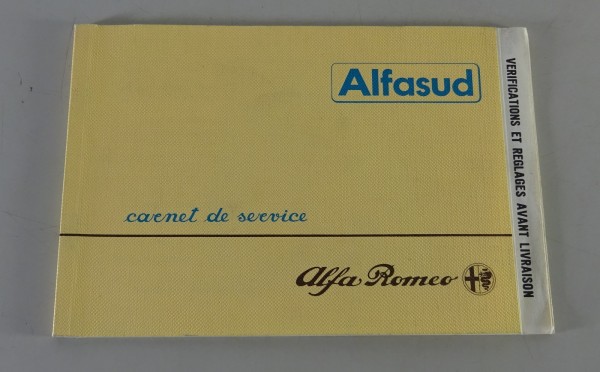 Alfasud
carnet de service
Alfa Romeo
VERIFICATIONS ET REGLAGES AVANT LIVRAISON